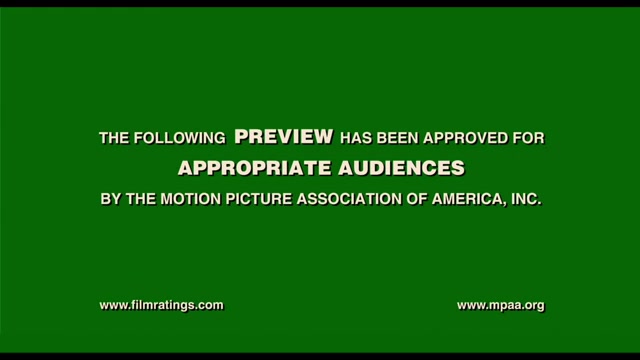 THE FOLLOWING PREVIEW HAS BEEN APPROVED FOR
APPROPRIATE AUDIENCES
BY THE MOTION PICTURE ASSOCIATION OF AMERICA, INC.
www.filmratings.com www.mpaa.org